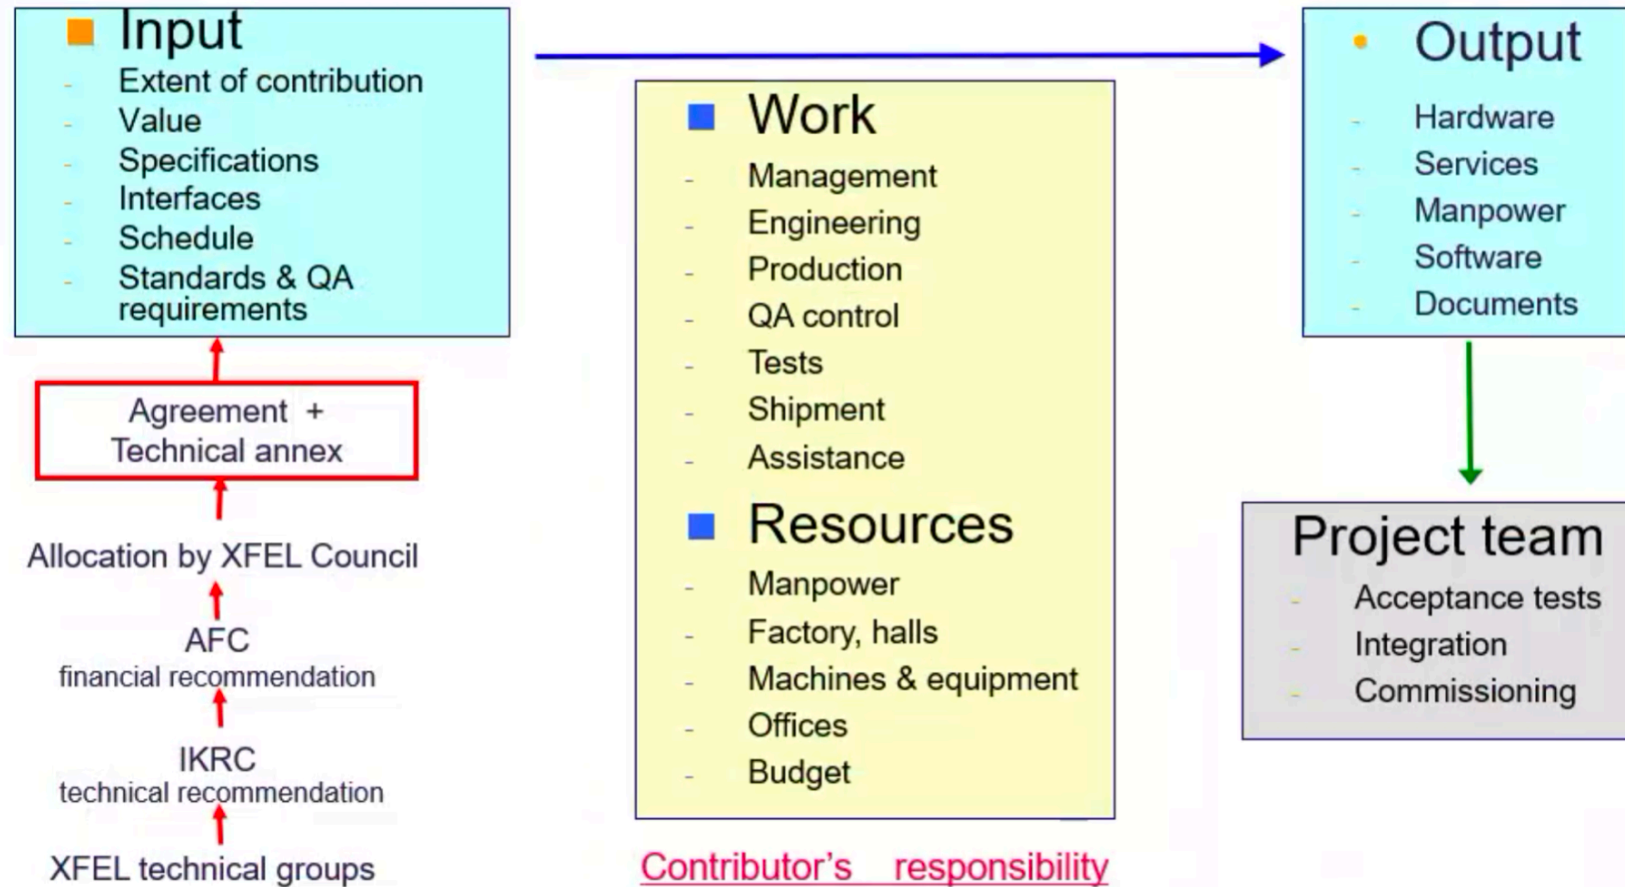 Input
- Extent of contribution
- Value
- Specifications
- Interfaces
- Schedule
- Standards & QA
requirements
Agreement +
Technical annex
Allocation by XFEL Council
AFC
financial recommendation
IKRC
technical recommendation
XFEL technical groups
Work
- Management
- Engineering
- Production
- QA control
- Tests
- Shipment
- Assistance
Resources
- Manpower
- Factory, halls
- Machines & equipment
- Offices
- Budget
Contributor's responsibility
• Output
- Hardware
- Services
- Manpower
- Software
- Documents
Project team
- Acceptance tests
- Integration
- Commissioning